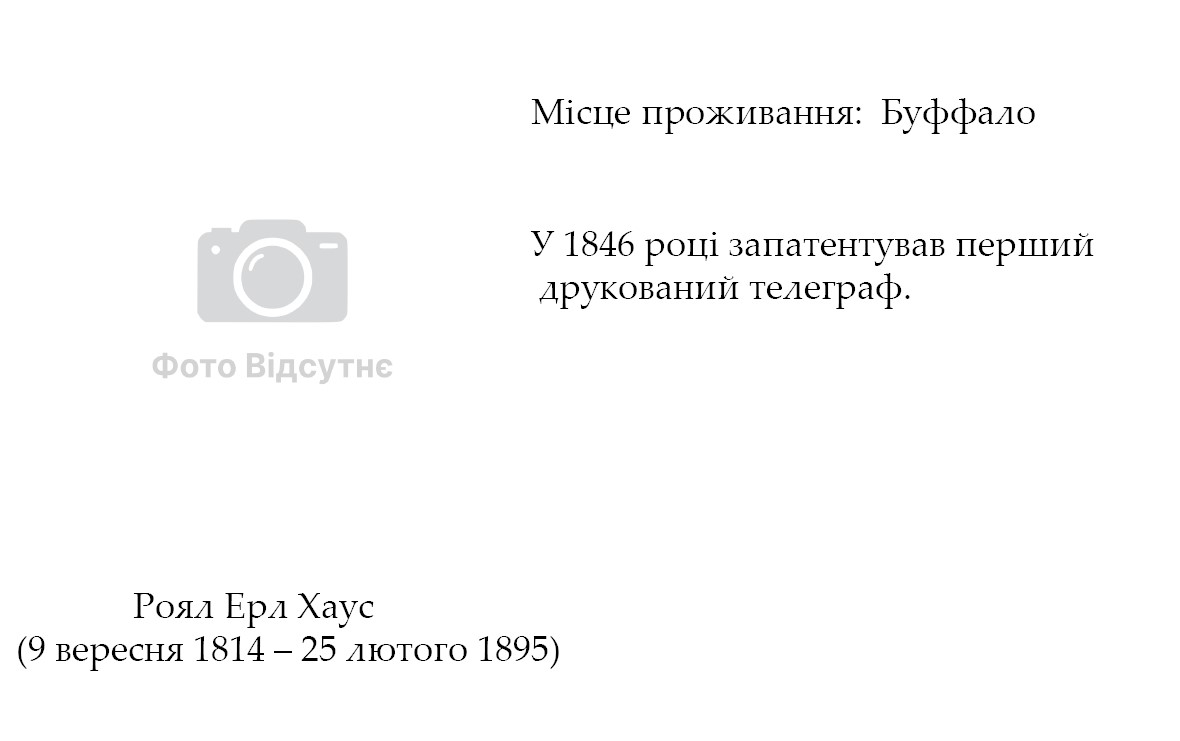 Місце проживання: Буффало
У 1846 році запатентував перший
друкований телеграф.
Фото Відсутнє
Роял Ерл Хаус
(9 вересня 1814 – 25 лютого 1895)